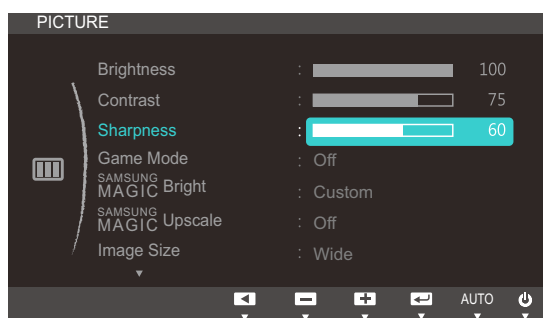 PICTURE
Brightness : 100
Contrast : 75
Sharpness : 60
Game Mode : Off
SAMSUNG MAGIC Bright : Custom
SAMSUNG MAGIC Upscale : Off
Image Size : Wide
AUTO